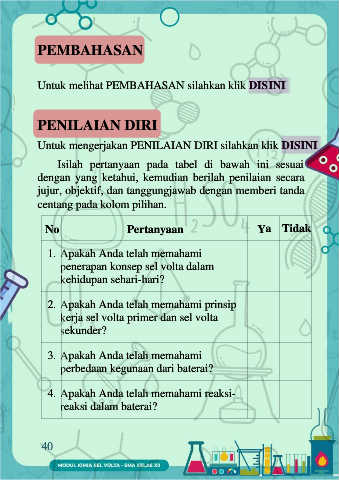 PEMBAHASAN
Untuk melihat PEMBAHASAN silahkan klik DISINI
PENILAIAN DIRI
Untuk mengerjakan PENILAIAN DIRI silahkan klik DISINI
Isilah pertanyaan pada tabel di bawah ini sesuai
dengan yang ketahui, kemudian berilah penilaian secara
jujur, objektif, dan tanggungjawab dengan memberi tanda
centang pada kolom pilihan.
No Pertanyaan Ya Tidak
1. Apakah Anda telah memahami
penerapan konsep sel volta dalam
kehidupan sehari-hari?
2. Apakah Anda telah memahami prinsip
kerja sel volta primer dan sel volta
sekunder?
3. Apakah Anda telah memahami
perbedaan kegunaan dari baterai?
4. Apakah Anda telah memahami reaksi-
reaksi dalam baterai?
40
MODUL KIMIA SEL VOLTA - SMA KELAS XII